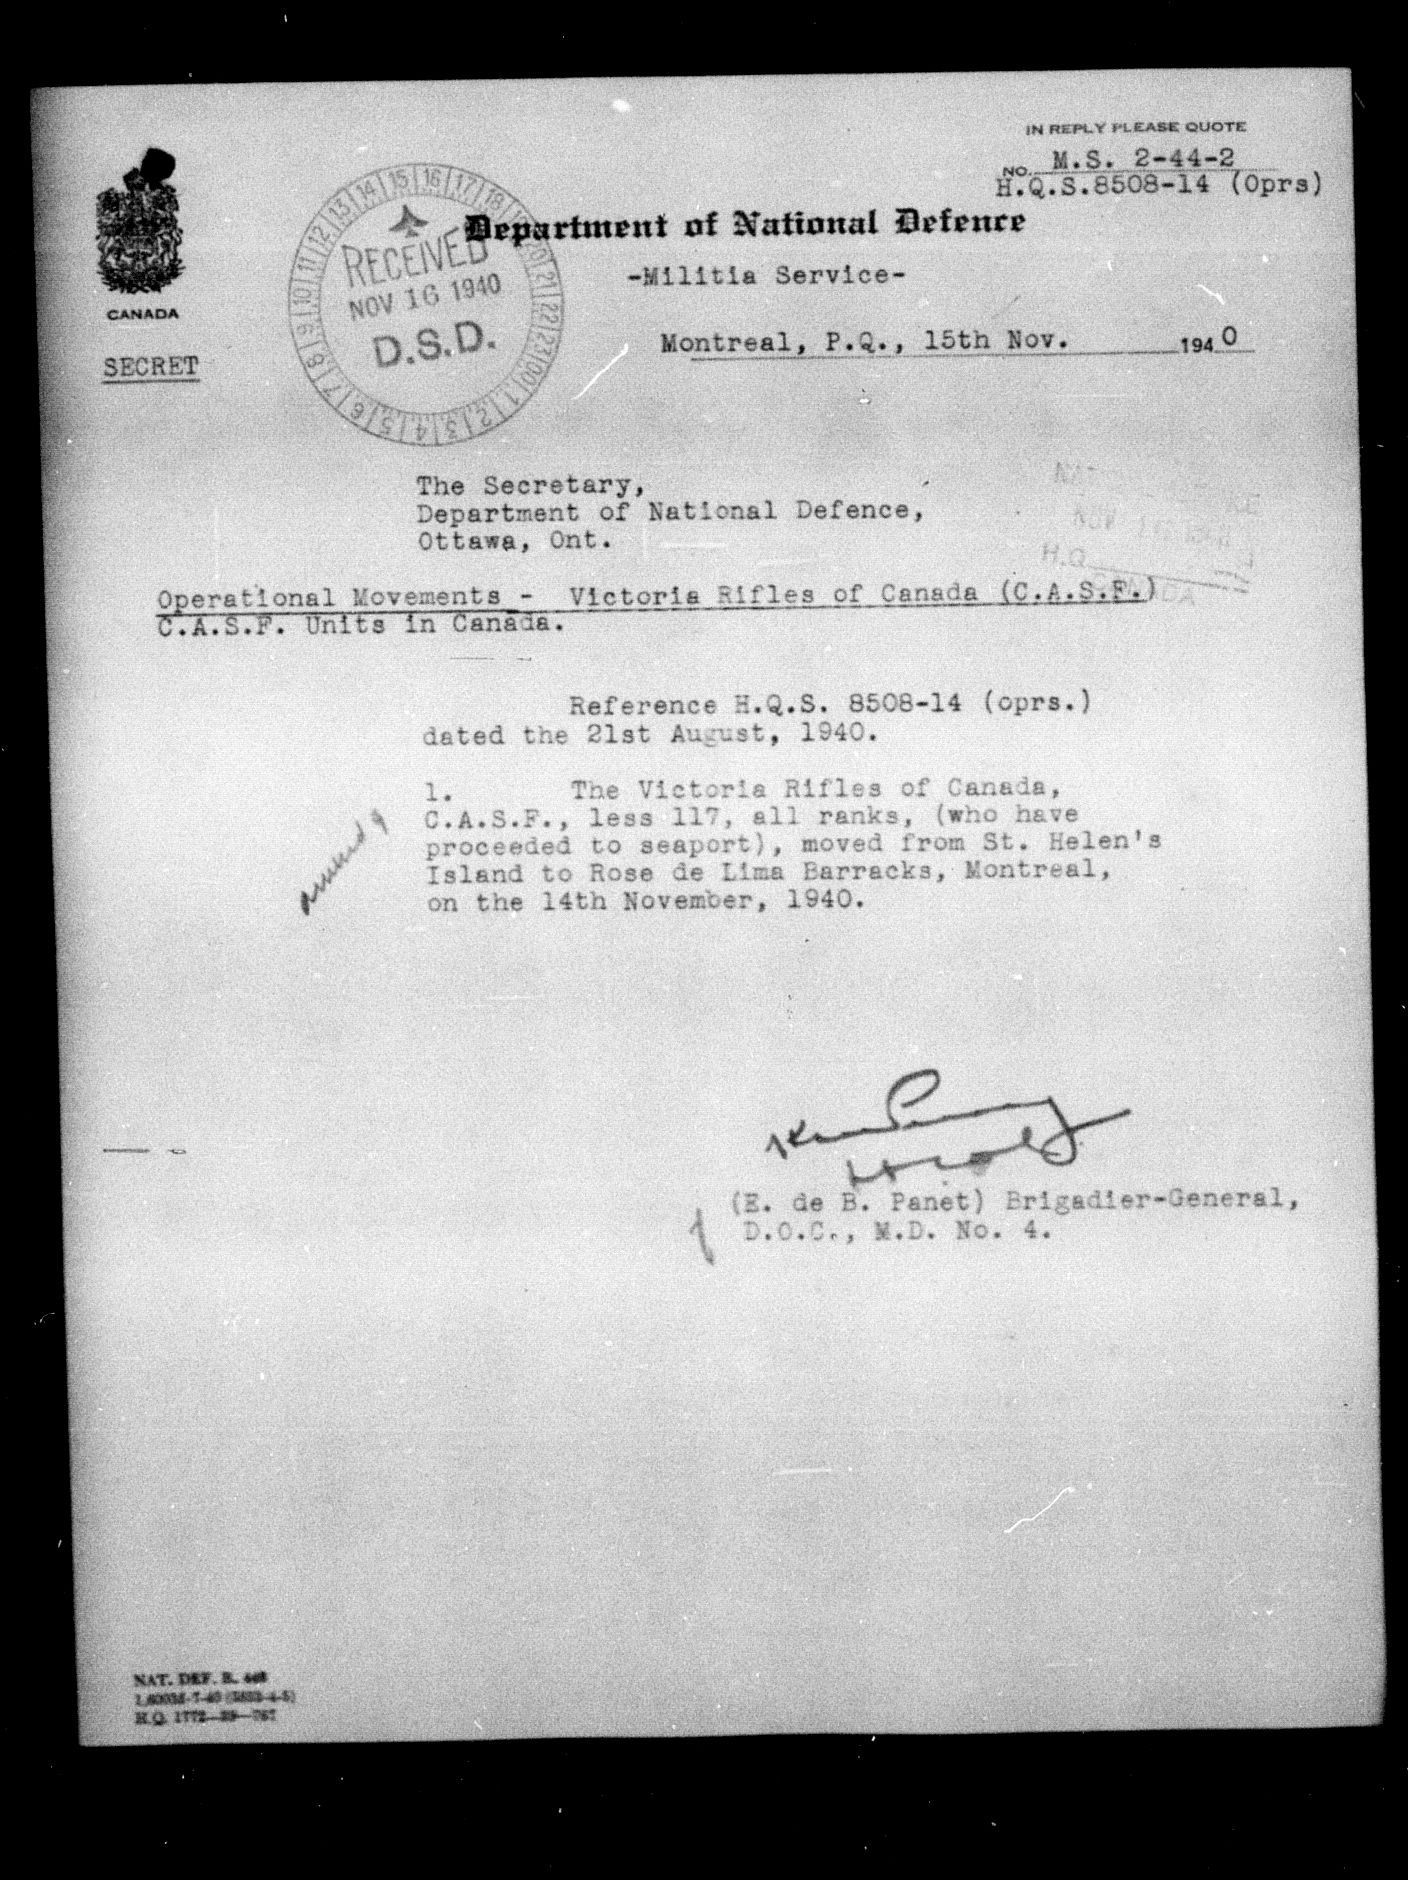 IN REPLY PLEASE QUOTE
NO. M.S. 2-44-2
H.Q.S.8508-14 (Oprs)
CANADA
SECRET
RECEIVED
NOV 16 1940
D.S.D.
Department of National Defence
-Militia Service-
Montreal, P.Q., 15th Nov. 1940
The Secretary,
Department of National Defence,
Ottawa, Ont.
H.Q.
Operational Movements - Victoria Rifles of Canada (C.A.S.F.)
C.A.S.F. Units in Canada.
Reference H.Q.S. 8508-14 (oprs.)
dated the 21st August, 1940.
1. The Victoria Rifles of Canada,
C.A.S.F., less 117, all ranks, (who have
proceeded to seaport), moved from St. Helen's
Island to Rose de Lima Barracks, Montreal,
on the 14th November, 1940.
(E. de B. Panet) Brigadier-General,
D.O.C., M.D. No. 4.
NAT. DEF. B.
H.Q. 1772